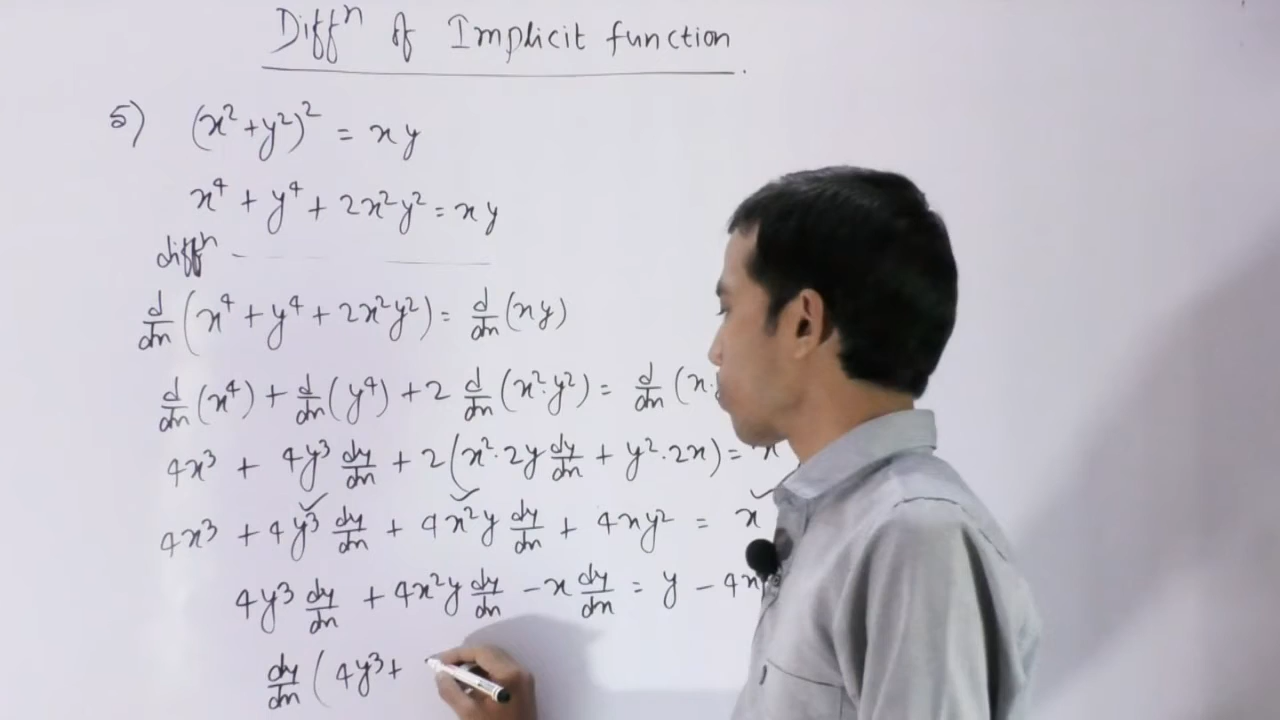 Diffⁿ of Implicit function
5) (x² + y²)² = xy
x⁴ + y⁴ + 2x²y² = xy
diffⁿ
d/dx (x⁴ + y⁴ + 2x²y²) = d/dx (xy)
d/dx (x⁴) + d/dx (y⁴) + 2 d/dx (x²·y²) = d/dx (x·
4x³ + 4y³ dy/dx + 2(x²·2y dy/dx + y²·2x) = x
4x³ + 4y³ dy/dx + 4x²y dy/dx + 4xy² = x
4y³ dy/dx + 4x²y dy/dx - x dy/dx = y - 4x
dy/dx (4y³ +